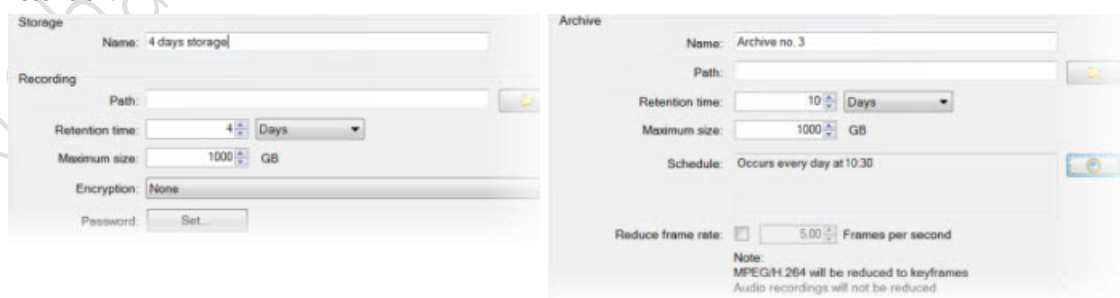 Storage
Name: 4 days storage
Recording
Path:
Retention time: 4 Days
Maximum size: 1000 GB
Encryption: None
Password: Set...
Archive
Name: Archive no. 3
Path:
Retention time: 10 Days
Maximum size: 1000 GB
Schedule: Occurs every day at 10:30
Reduce frame rate: 5.00 Frames per second
Note:
MPEG/H.264 will be reduced to keyframes
Audio recordings will not be reduced